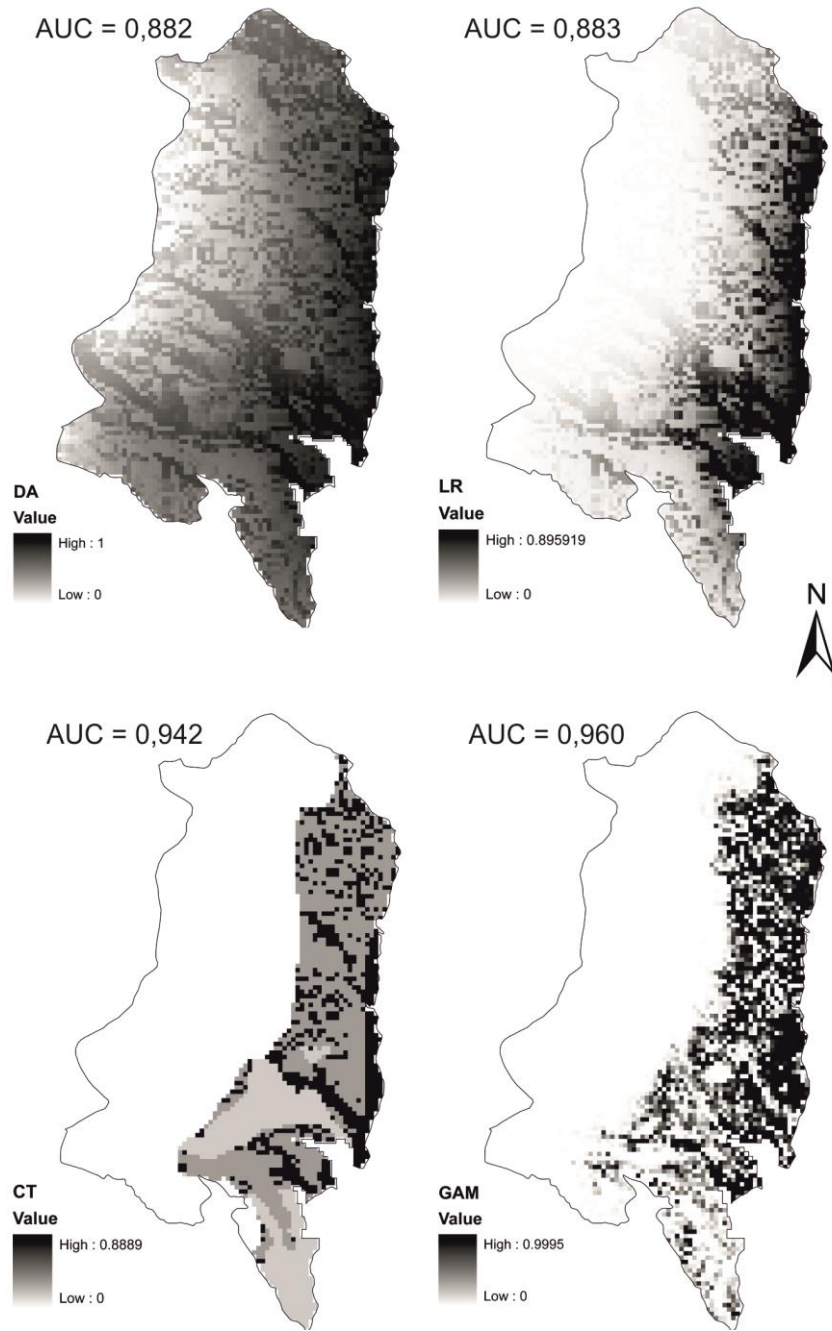 AUC = 0,882
AUC = 0,883
DA
Value
High : 1
Low : 0
LR
Value
High : 0.895919
Low : 0
N
AUC = 0,942
AUC = 0,960
CT
Value
High : 0.8889
Low : 0
GAM
Value
High : 0.9995
Low : 0